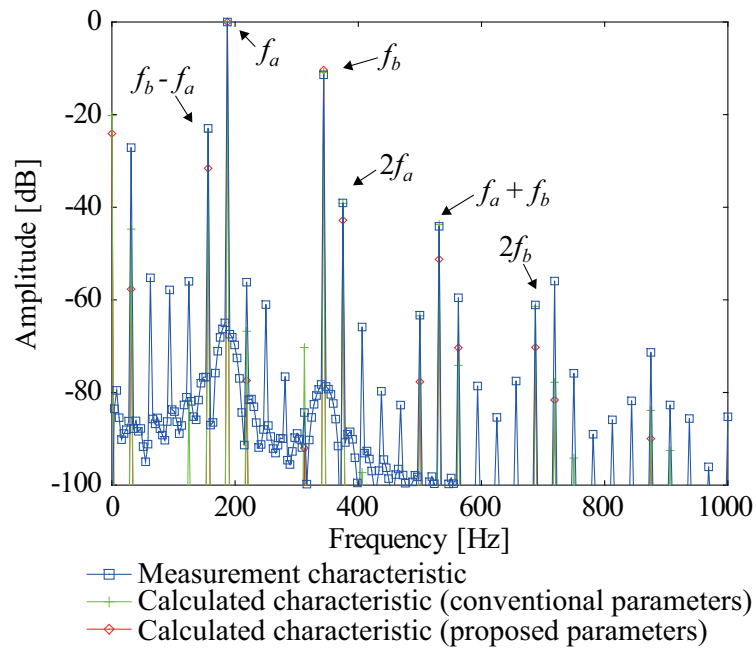 0
-20
-40
-60
-80
-100
Amplitude [dB]
0
200
400
600
800
1000
Frequency [Hz]
f_a
f_b
f_b - f_a
2f_a
f_a + f_b
2f_b
Measurement characteristic
Calculated characteristic (conventional parameters)
Calculated characteristic (proposed parameters)